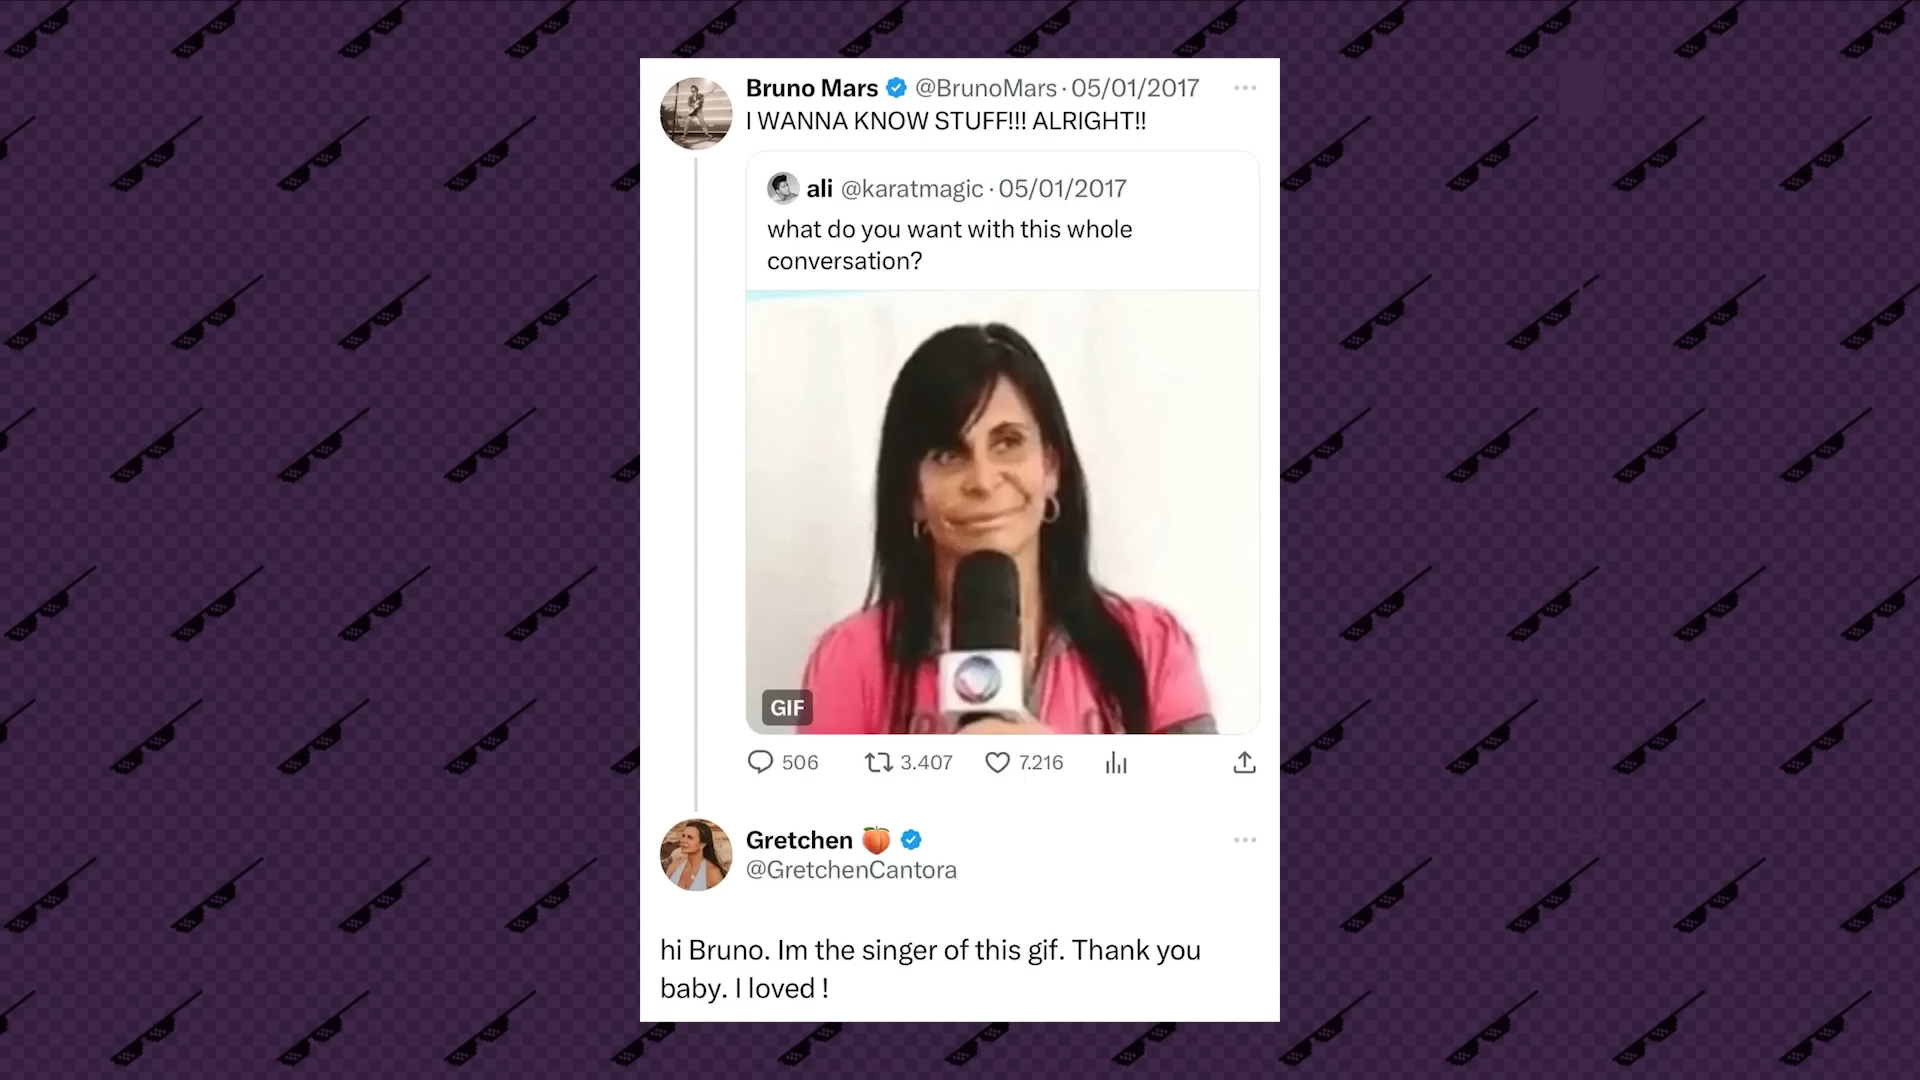 Bruno Mars @BrunoMars · 05/01/2017
I WANNA KNOW STUFF!!! ALRIGHT!!
ali @karatmagic · 05/01/2017
what do you want with this whole
conversation?
GIF
506 3.407 7.216
Gretchen 🍑
@GretchenCantora
hi Bruno. Im the singer of this gif. Thank you
baby. I loved !